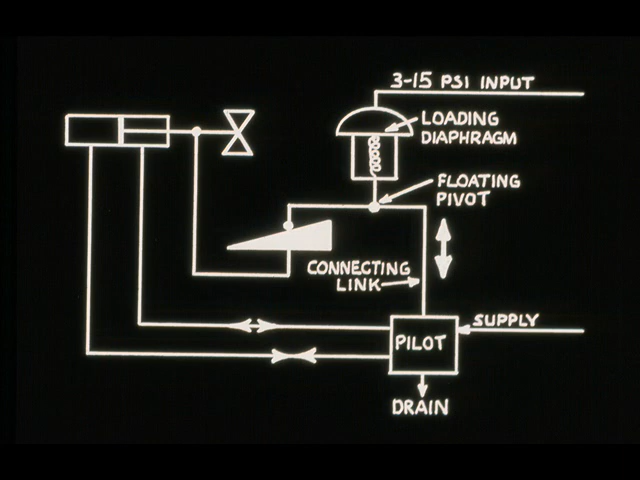 3-15 PSI INPUT
LOADING
DIAPHRAGM
FLOATING
PIVOT
CONNECTING
LINK
SUPPLY
PILOT
DRAIN